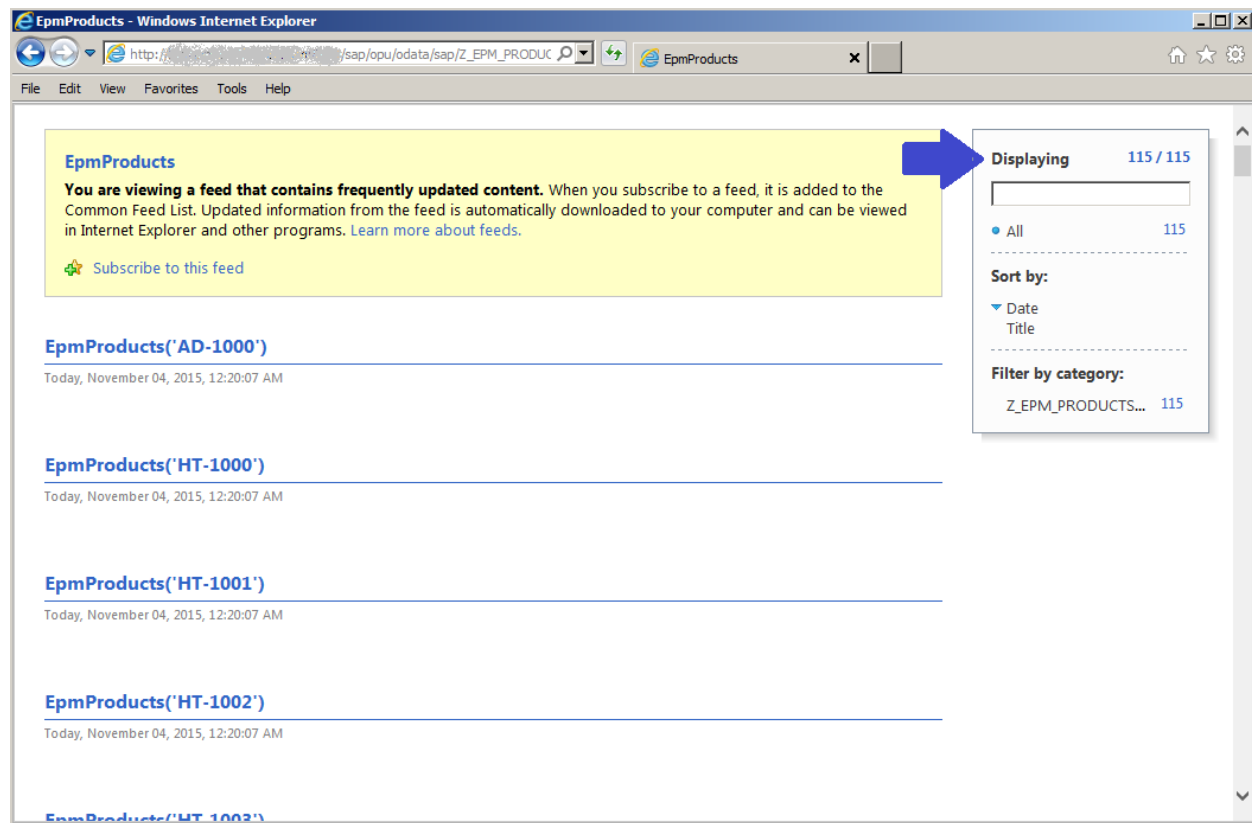 EpmProducts - Windows Internet Explorer
http:/ /sap/opu/odata/sap/Z_EPM_PRODUC
EpmProducts
File Edit View Favorites Tools Help
EpmProducts
You are viewing a feed that contains frequently updated content. When you subscribe to a feed, it is added to the
Common Feed List. Updated information from the feed is automatically downloaded to your computer and can be viewed
in Internet Explorer and other programs. Learn more about feeds.
Subscribe to this feed
Displaying 115 / 115
All 115
Sort by:
Date
Title
Filter by category:
Z_EPM_PRODUCTS... 115
EpmProducts('AD-1000')
Today, November 04, 2015, 12:20:07 AM
EpmProducts('HT-1000')
Today, November 04, 2015, 12:20:07 AM
EpmProducts('HT-1001')
Today, November 04, 2015, 12:20:07 AM
EpmProducts('HT-1002')
Today, November 04, 2015, 12:20:07 AM
EpmProducts('HT-1003')